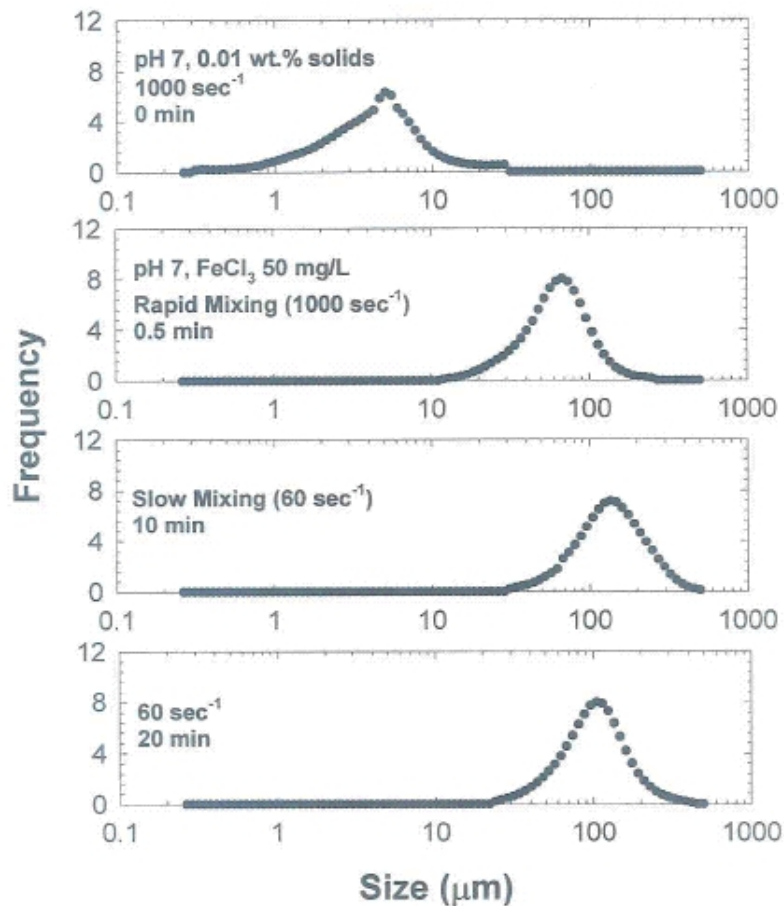 12
8
4
0
pH 7, 0.01 wt.% solids
1000 sec⁻¹
0 min
0.1 1 10 100 1000
12
8
4
0
pH 7, FeCl₃ 50 mg/L
Rapid Mixing (1000 sec⁻¹)
0.5 min
0.1 1 10 100 1000
Frequency
12
8
4
0
Slow Mixing (60 sec⁻¹)
10 min
0.1 1 10 100 1000
12
8
4
0
60 sec⁻¹
20 min
0.1 1 10 100 1000
Size (μm)